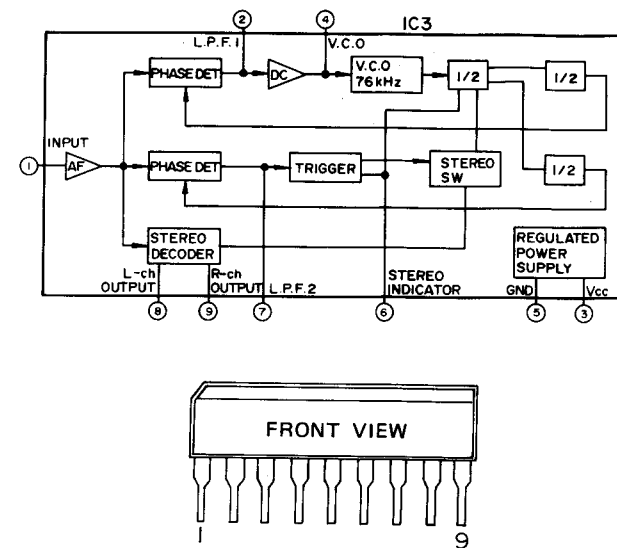 ② ④ IC3
L.P.F.1 V.C.O
PHASE DET DC V.C.O 1/2 1/2
76kHz
INPUT
① AF PHASE DET TRIGGER STEREO 1/2
SW
STEREO
DECODER
REGULATED
POWER
SUPPLY
L-ch
OUTPUT
R-ch
OUTPUT
L.P.F.2
STEREO
INDICATOR
GND Vcc
⑧ ⑨ ⑦ ⑥ ⑤ ③
FRONT VIEW
1 9